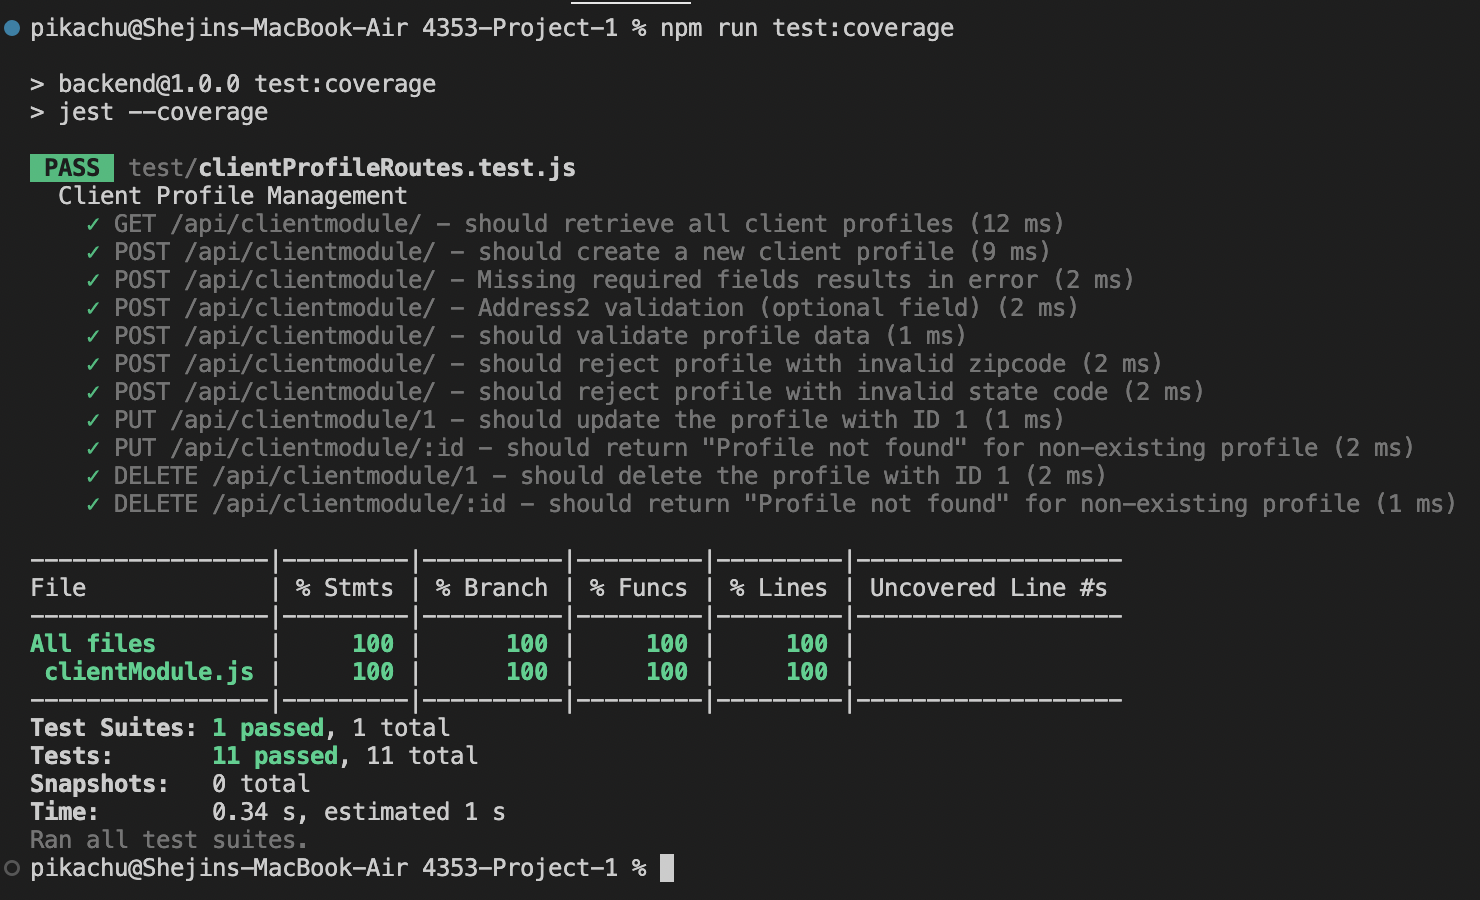 pikachu@Shejins-MacBook-Air 4353-Project-1 % npm run test:coverage
> backend@1.0.0 test:coverage
> jest --coverage
PASS test/clientProfileRoutes.test.js
Client Profile Management
✓ GET /api/clientmodule/ - should retrieve all client profiles (12 ms)
✓ POST /api/clientmodule/ - should create a new client profile (9 ms)
✓ POST /api/clientmodule/ - Missing required fields results in error (2 ms)
✓ POST /api/clientmodule/ - Address2 validation (optional field) (2 ms)
✓ POST /api/clientmodule/ - should validate profile data (1 ms)
✓ POST /api/clientmodule/ - should reject profile with invalid zipcode (2 ms)
✓ POST /api/clientmodule/ - should reject profile with invalid state code (2 ms)
✓ PUT /api/clientmodule/1 - should update the profile with ID 1 (1 ms)
✓ PUT /api/clientmodule/:id - should return "Profile not found" for non-existing profile (2 ms)
✓ DELETE /api/clientmodule/1 - should delete the profile with ID 1 (2 ms)
✓ DELETE /api/clientmodule/:id - should return "Profile not found" for non-existing profile (1 ms)
-----------------|---------|----------|---------|---------|-------------------
File             | % Stmts | % Branch | % Funcs | % Lines | Uncovered Line #s
-----------------|---------|----------|---------|---------|-------------------
All files        |     100 |      100 |     100 |     100 |
 clientModule.js |     100 |      100 |     100 |     100 |
-----------------|---------|----------|---------|---------|-------------------
Test Suites: 1 passed, 1 total
Tests:       11 passed, 11 total
Snapshots:   0 total
Time:        0.34 s, estimated 1 s
Ran all test suites.
pikachu@Shejins-MacBook-Air 4353-Project-1 %